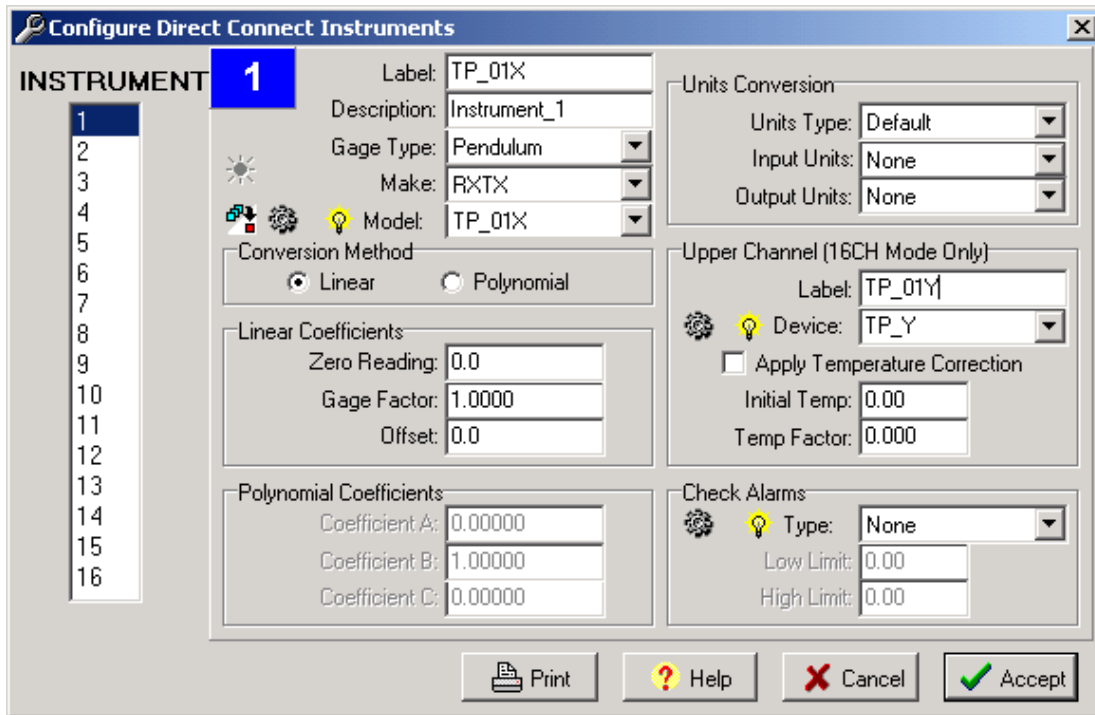 Configure Direct Connect Instruments
INSTRUMENT
1
2
3
4
5
6
7
8
9
10
11
12
13
14
15
16
1
Label: TP_01X
Description: Instrument_1
Gage Type: Pendulum
Make: RXTX
Model: TP_01X
Conversion Method
Linear Polynomial
Linear Coefficients
Zero Reading: 0.0
Gage Factor: 1.0000
Offset: 0.0
Polynomial Coefficients
Coefficient A: 0.00000
Coefficient B: 1.00000
Coefficient C: 0.00000
Units Conversion
Units Type: Default
Input Units: None
Output Units: None
Upper Channel (16CH Mode Only)
Label: TP_01Y
Device: TP_Y
Apply Temperature Correction
Initial Temp: 0.00
Temp Factor: 0.000
Check Alarms
Type: None
Low Limit: 0.00
High Limit: 0.00
Print
? Help
Cancel
Accept